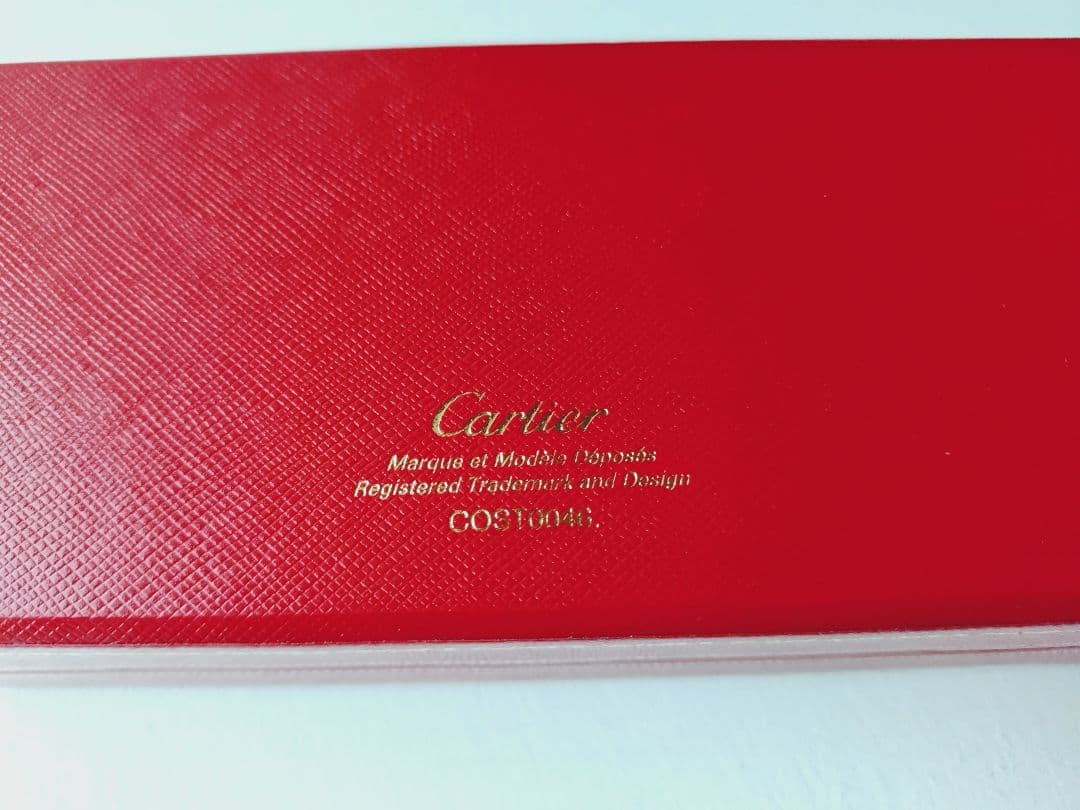 Cartier
Marque et Modèle Déposés
Registered Trademark and Design
COST0046.